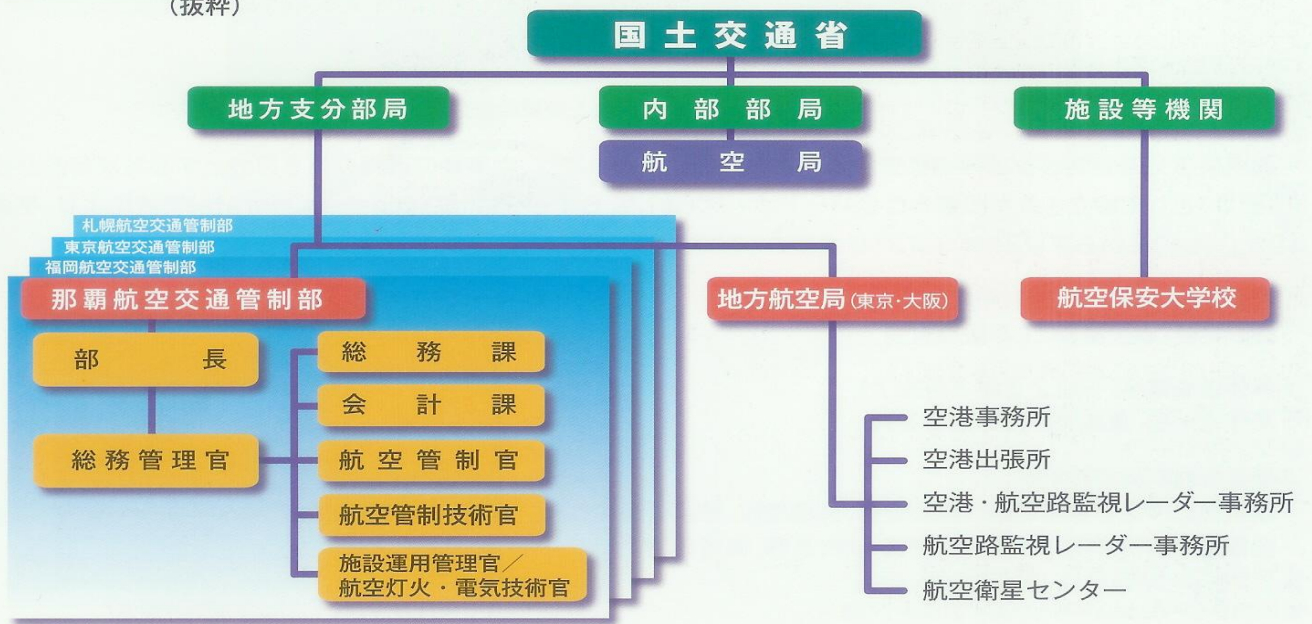 (抜粋)
国土交通省
地方支分部局
内部部局
施設等機関
航空局
札幌航空交通管制部
東京航空交通管制部
福岡航空交通管制部
那覇航空交通管制部
地方航空局(東京・大阪)
航空保安大学校
部長
総務管理官
総務課
会計課
航空管制官
航空管制技術官
施設運用管理官/
航空灯火・電気技術官
空港事務所
空港出張所
空港・航空路監視レーダー事務所
航空路監視レーダー事務所
航空衛星センター